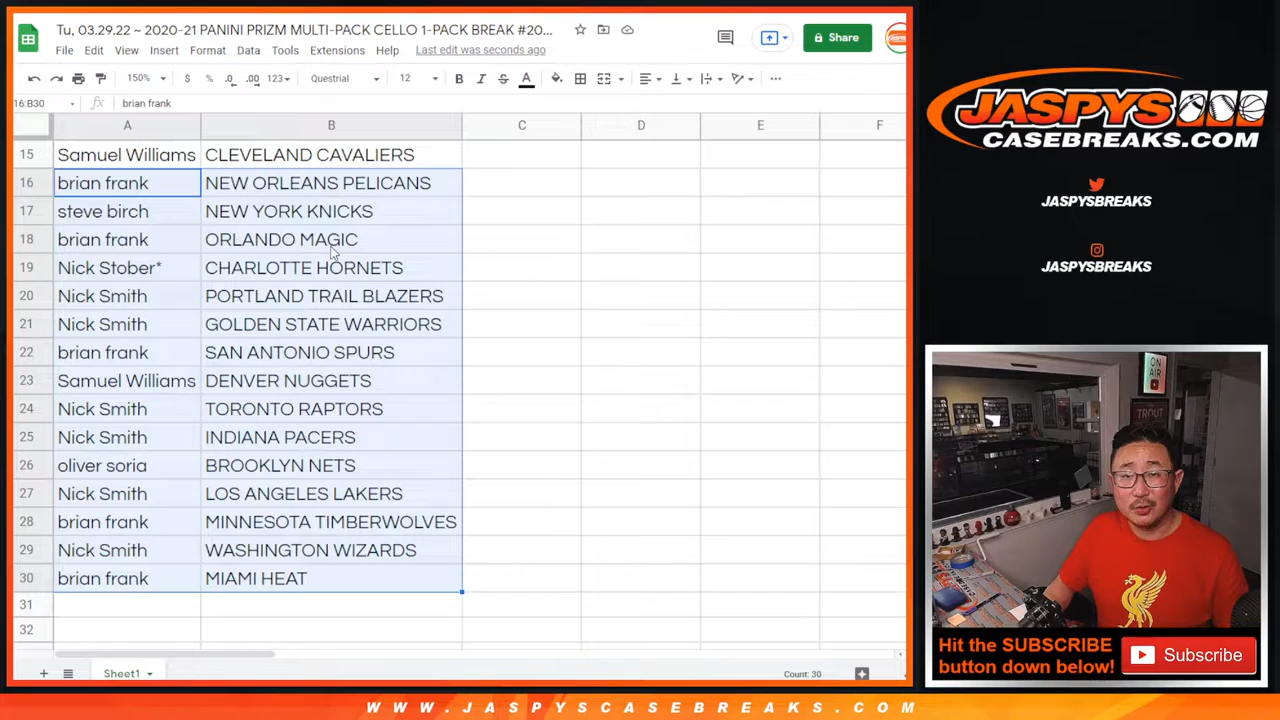 Tu, 03.29.22 ~ 2020-21 PANINI PRIZM MULTI-PACK CELLO 1-PACK BREAK #20...
File Edit View Insert Format Data Tools Extensions Help Last edit was seconds ago
Share
150% $ % .0 .00 123 Questrial 12 B I S A
16:B30 fx brian frank
A B C D E F
15 Samuel Williams CLEVELAND CAVALIERS
16 brian frank NEW ORLEANS PELICANS
17 steve birch NEW YORK KNICKS
18 brian frank ORLANDO MAGIC
19 Nick Stober* CHARLOTTE HORNETS
20 Nick Smith PORTLAND TRAIL BLAZERS
21 Nick Smith GOLDEN STATE WARRIORS
22 brian frank SAN ANTONIO SPURS
23 Samuel Williams DENVER NUGGETS
24 Nick Smith TORONTO RAPTORS
25 Nick Smith INDIANA PACERS
26 oliver soria BROOKLYN NETS
27 Nick Smith LOS ANGELES LAKERS
28 brian frank MINNESOTA TIMBERWOLVES
29 Nick Smith WASHINGTON WIZARDS
30 brian frank MIAMI HEAT
31
32
Sheet1
Count: 30
JASPYS
CASEBREAKS.COM
JASPYSBREAKS
JASPYSBREAKS
ON
AIR
TROUT
Hit the SUBSCRIBE
button down below!
Subscribe
WWW.JASPYSCASEBREAKS.COM